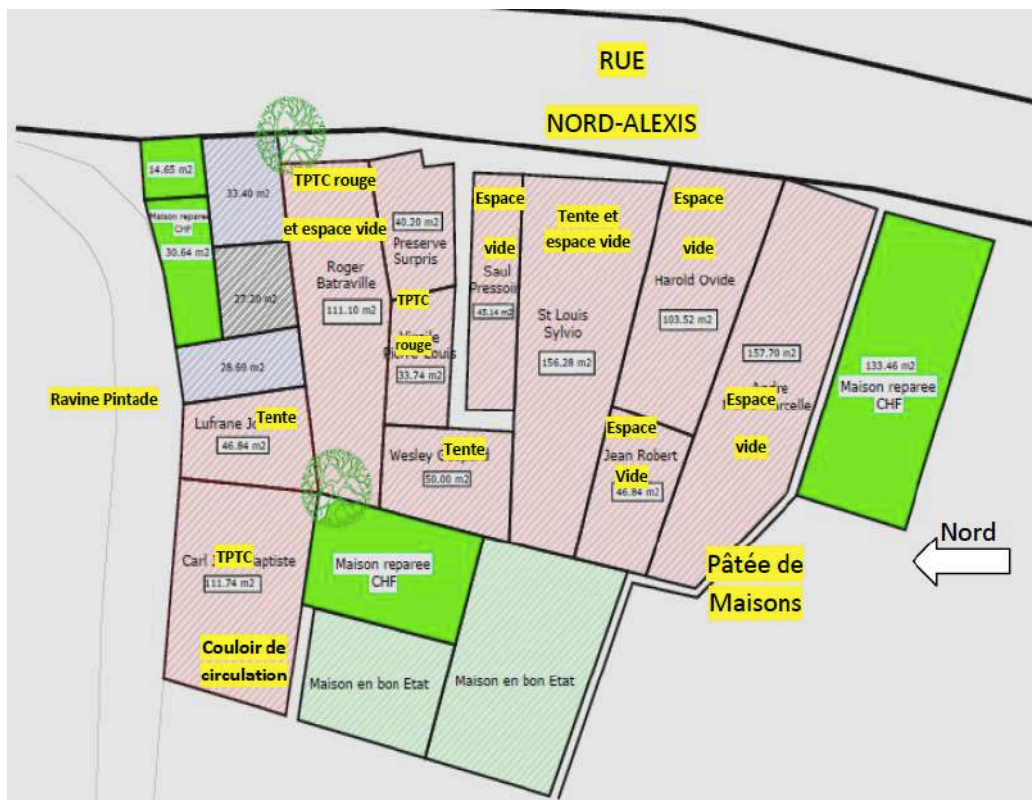 RUE
NORD-ALEXIS
14.65 m2
Maison reparee
CHF
30.64 m2
33.40 m2
27.20 m2
28.69 m2
TPTC rouge
et espace vide
Roger
Batraville
111.10 m2
40.20 m2
Preserve
Surpris
TPTC
rouge
33.74 m2
Espace
vide
Saul
Pressoir
45.14 m2
Tente et
espace vide
St Louis
Sylvio
156.28 m2
Espace
vide
Harold Ovide
103.52 m2
157.70 m2
Espace
vide
133.46 m2
Maison reparee
CHF
Ravine Pintade
Lufrane
Tente
46.84 m2
Wesley
Tente
50.00 m2
Espace
Vide
Jean Robert
46.84 m2
Carl
TPTC
111.74 m2
Maison reparee
CHF
Couloir de
circulation
Maison en bon Etat
Maison en bon Etat
Pâtée de
Maisons
Nord